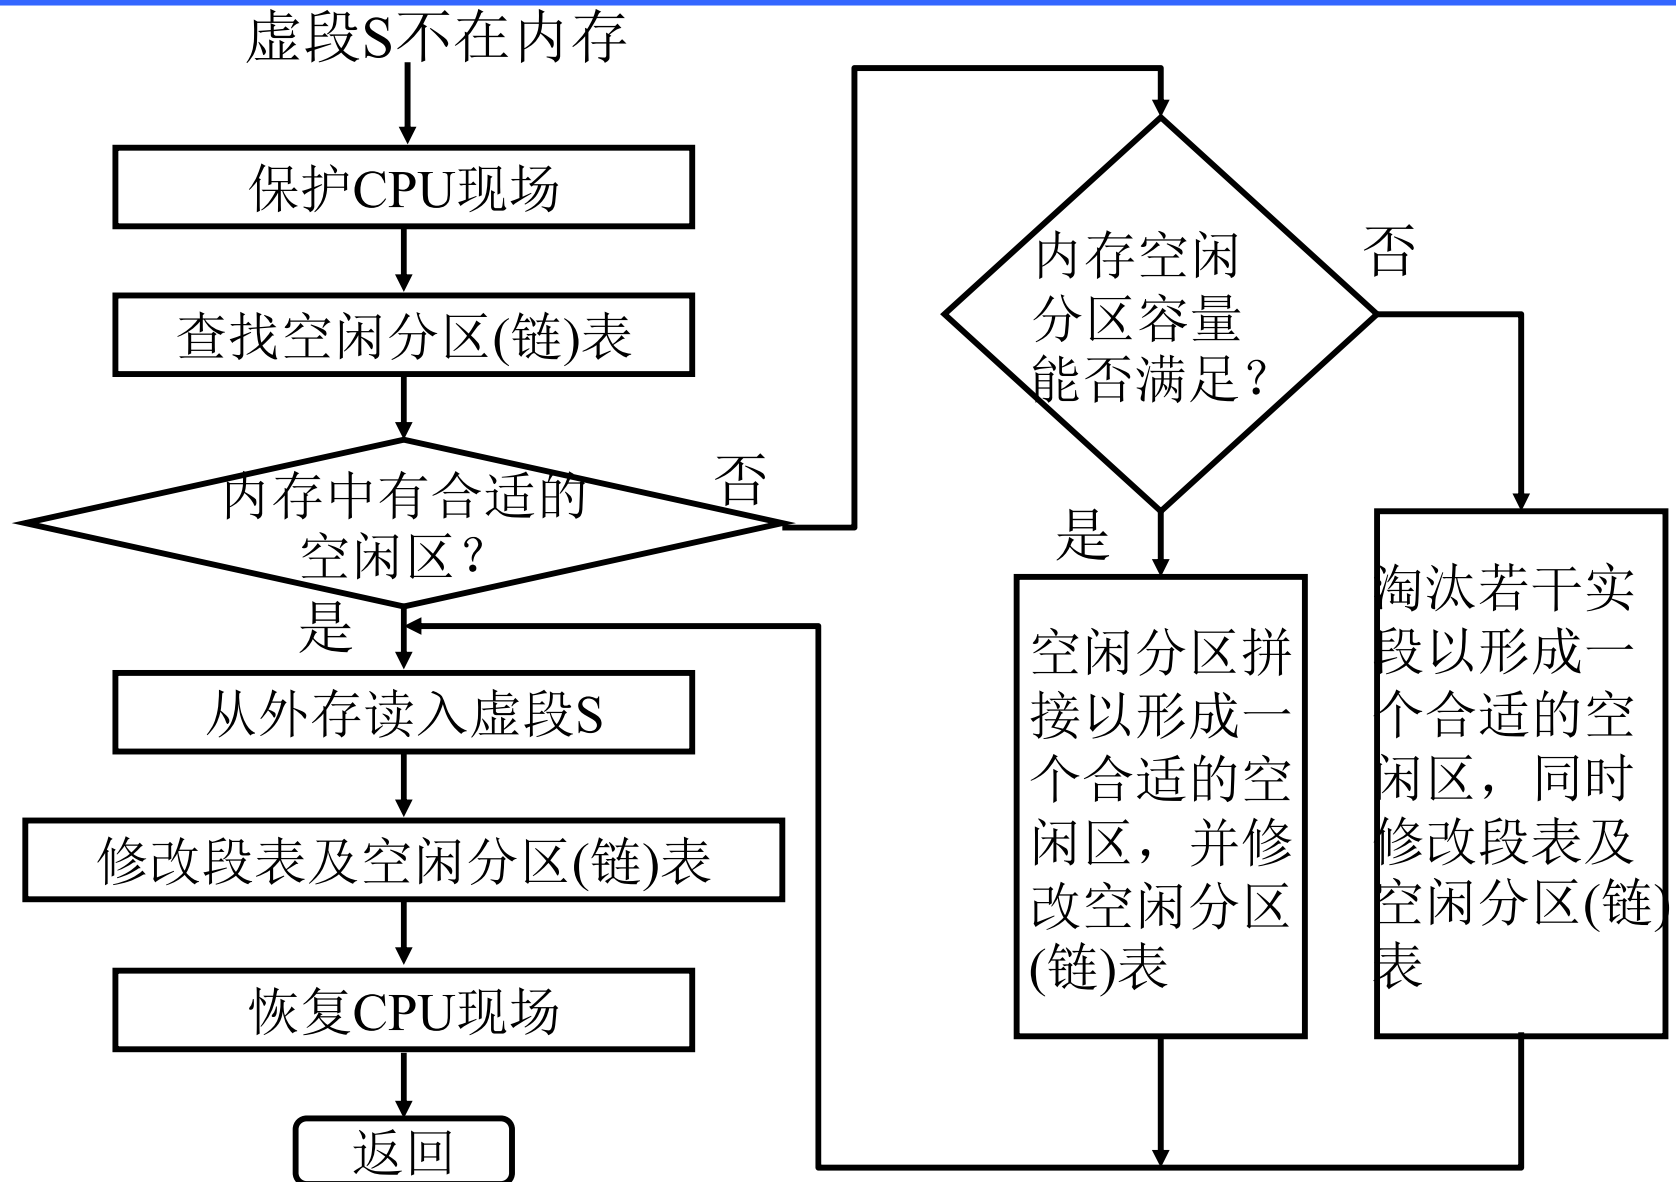 虚段S不在内存
保护CPU现场
查找空闲分区(链)表
内存中有合适的
空闲区？
否
是
从外存读入虚段S
修改段表及空闲分区(链)表
恢复CPU现场
返回
内存空闲
分区容量
能否满足？
否
是
空闲分区拼
接以形成一
个合适的空
闲区，并修
改空闲分区
(链)表
淘汰若干实
段以形成一
个合适的空
闲区，同时
修改段表及
空闲分区(链)
表